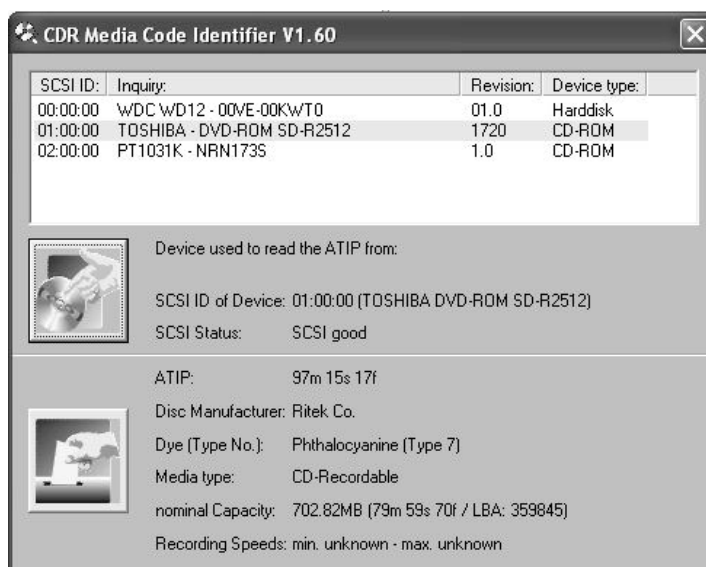 CDR Media Code Identifier V1.60
SCSI ID: Inquiry: Revision: Device type:
00:00:00 WDC WD12 - 00VE-00KWT0 01.0 Harddisk
01:00:00 TOSHIBA - DVD-ROM SD-R2512 1720 CD-ROM
02:00:00 PT1031K - NRN173S 1.0 CD-ROM
Device used to read the ATIP from:
SCSI ID of Device: 01:00:00 (TOSHIBA DVD-ROM SD-R2512)
SCSI Status: SCSI good
ATIP: 97m 15s 17f
Disc Manufacturer: Ritek Co.
Dye (Type No.): Phthalocyanine (Type 7)
Media type: CD-Recordable
nominal Capacity: 702.82MB (79m 59s 70f / LBA: 359845)
Recording Speeds: min. unknown - max. unknown